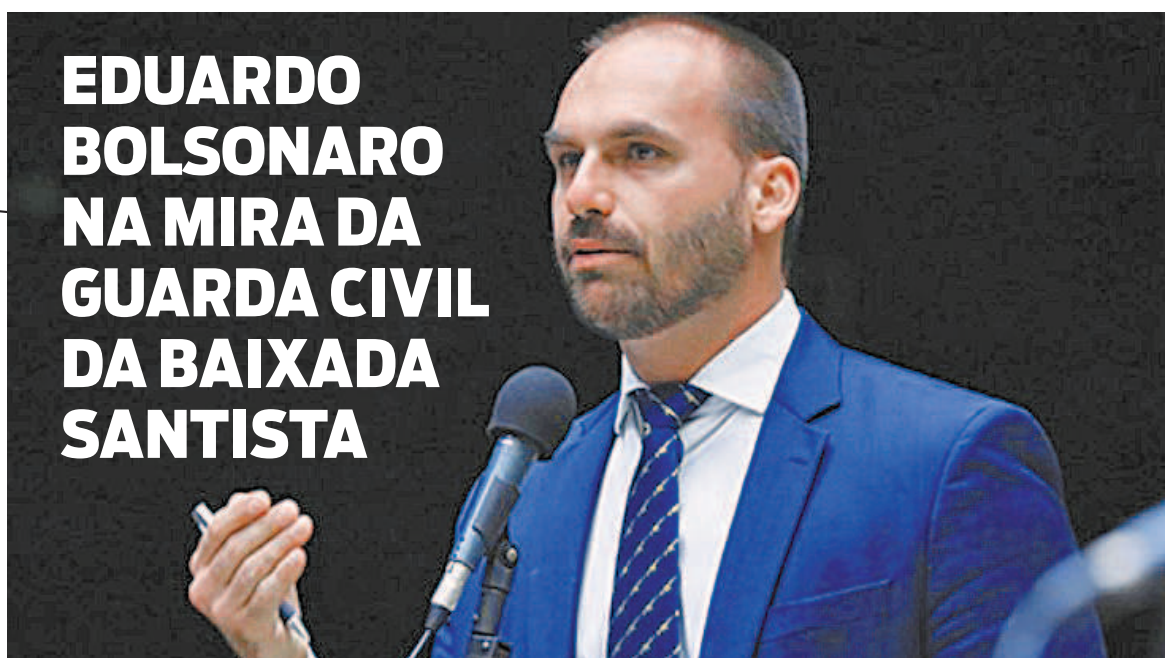 EDUARDO
BOLSONARO
NA MIRA DA
GUARDA CIVIL
DA BAIXADA
SANTISTA